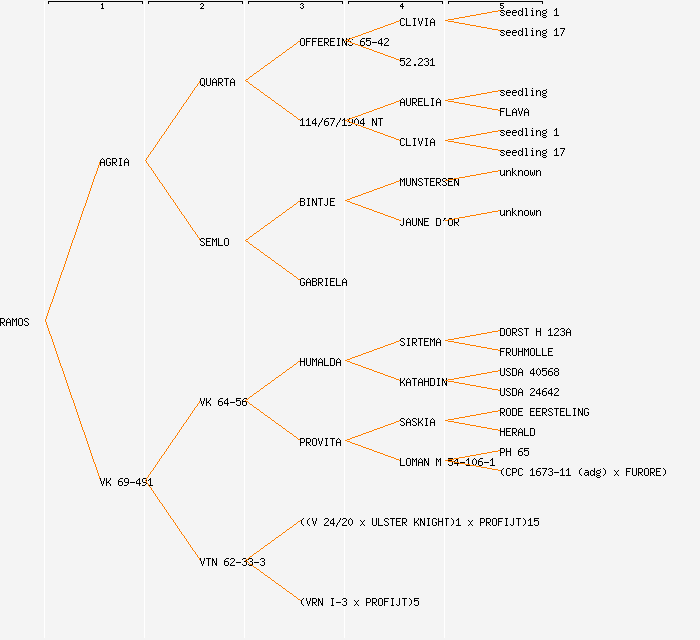 1 2 3 4 5
seedling 1
CLIVIA
seedling 17
OFFEREINS 65-42
52.231
QUARTA
seedling
AURELIA
FLAVA
114/67/1904 NT
seedling 1
CLIVIA
seedling 17
AGRIA
unknown
MUNSTERSEN
BINTJE
unknown
JAUNE D'OR
SEMLO
GABRIELA
RAMOS
DORST H 123A
SIRTEMA
FRUHMOLLE
HUMALDA
USDA 40568
KATAHDIN
USDA 24642
VK 64-56
RODE EERSTELING
SASKIA
HERALD
PROVITA
PH 65
LOMAN M 54-106-1
(CPC 1673-11 (adg) x FURORE)
VK 69-491
((V 24/20 x ULSTER KNIGHT)1 x PROFIJT)15
VTN 62-33-3
(VRN I-3 x PROFIJT)5